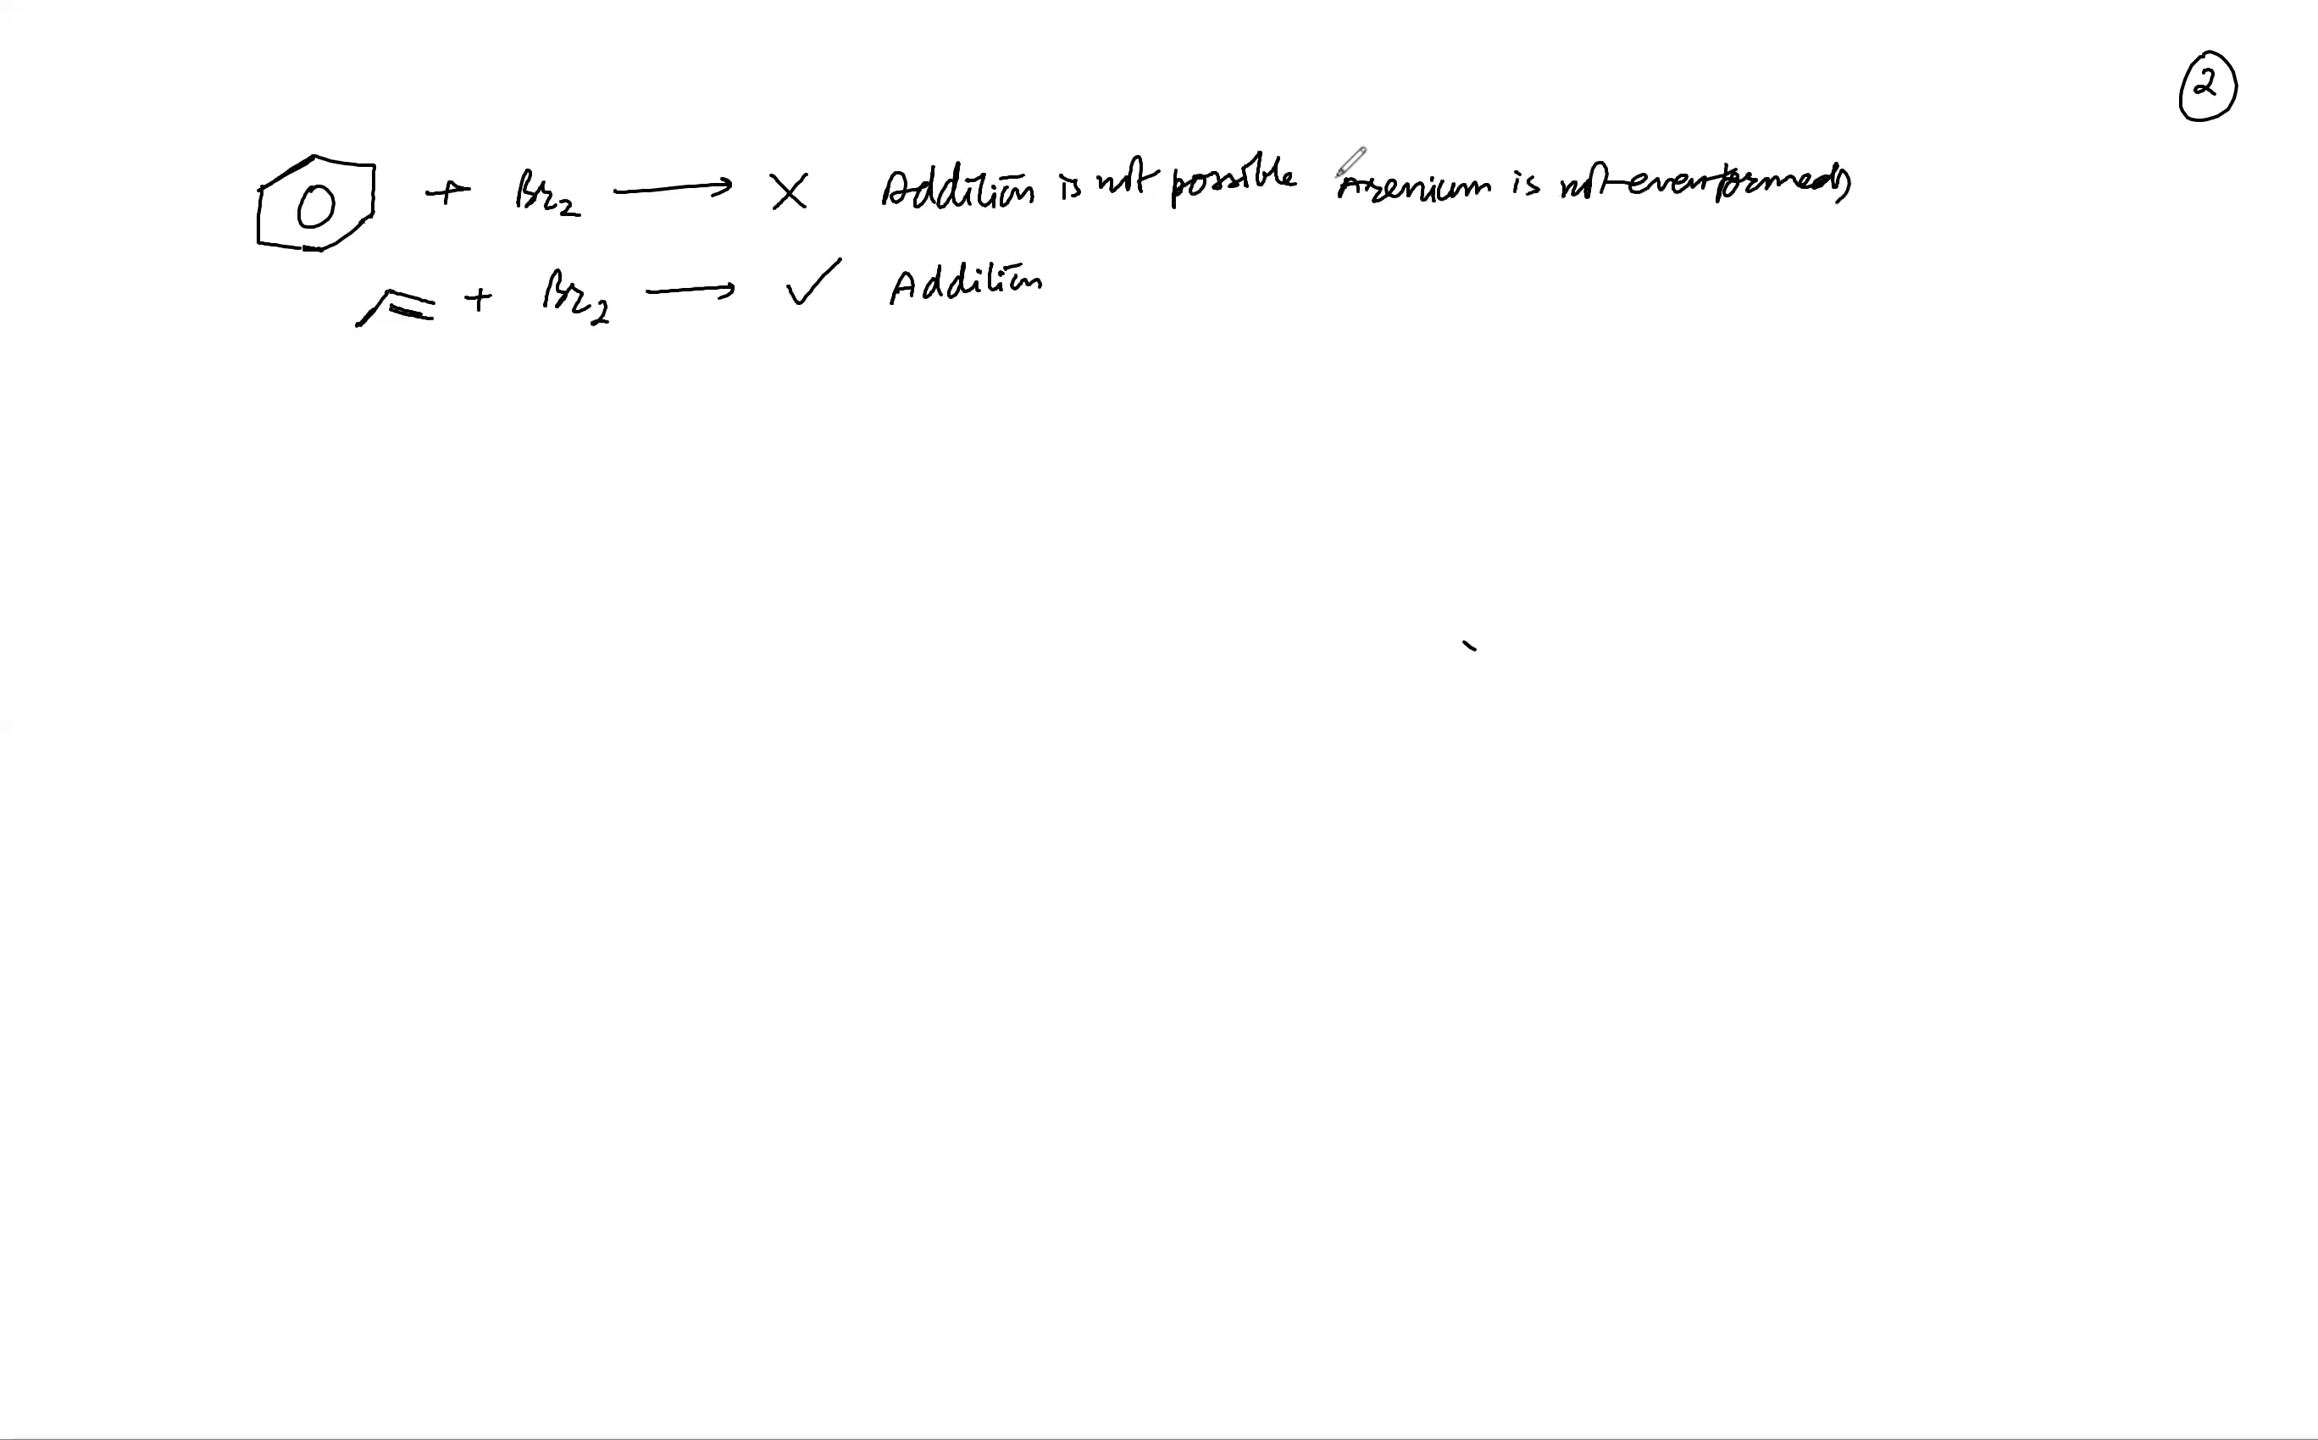 2
+ Br2 ⟶ X Addition is not possible Arenium is not even formed)
+ Br2 ⟶ ✓ Addition